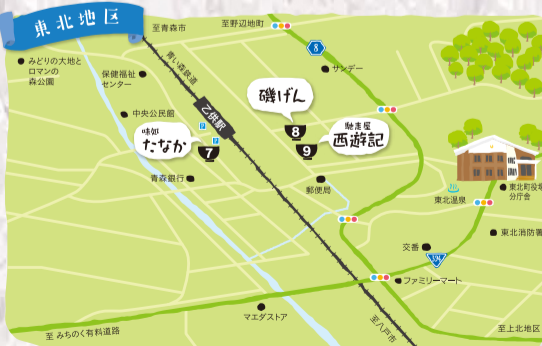 東北地区
至青森市
至野辺地町
8
みどりの大地と
ロマンの
森公園
保健福祉
センター
青い森鉄道
サンデー
磯げん
8
中央公民館
乙供駅
P
P
味処
たなか
7
馳走屋
西遊記
9
青森銀行
郵便局
東北温泉
東北町役場
分庁舎
東北消防署
交番
394
ファミリーマート
マエダストア
至 みちのく有料道路
至八戸市
至上北地区